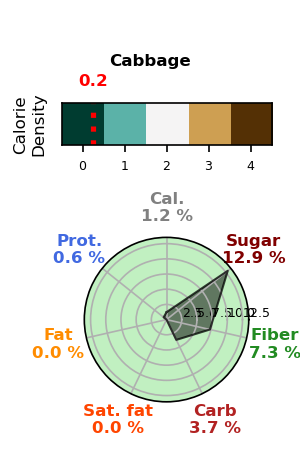 Cabbage
0.2
Calorie
Density
0 1 2 3 4
Cal.
1.2 %
Prot.
0.6 %
Sugar
12.9 %
2.5 5.0 7.5 10.0 12.5
Fat
0.0 %
Fiber
7.3 %
Sat. fat
0.0 %
Carb
3.7 %